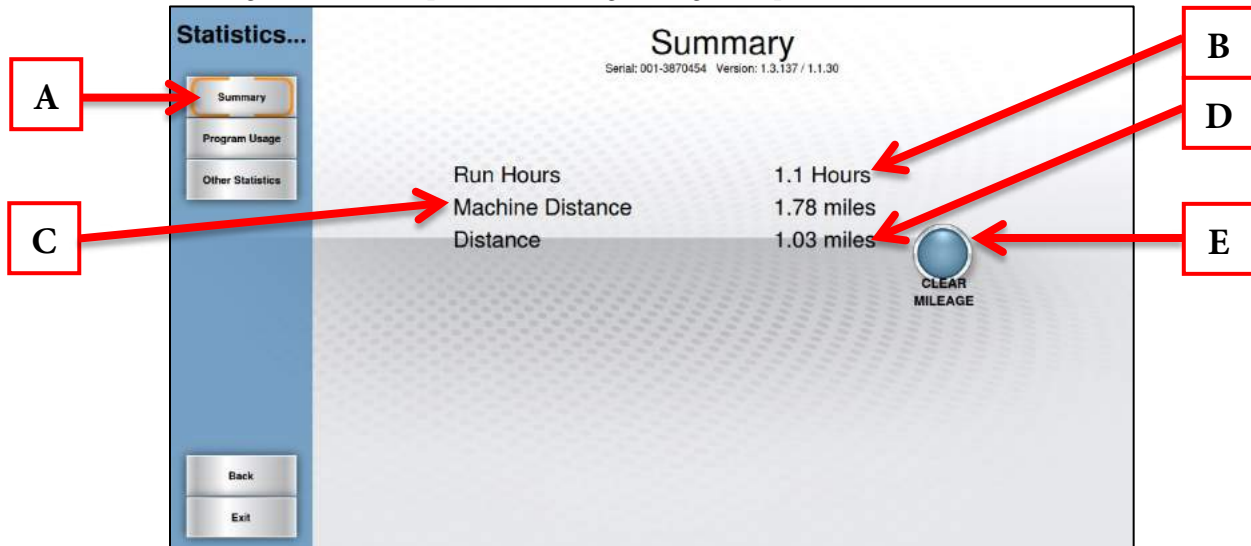 Statistics...
Summary
Program Usage
Other Statistics
Back
Exit
Summary
Serial: 001-3870454 Version: 1.3.137 / 1.1.30
Run Hours 1.1 Hours
Machine Distance 1.78 miles
Distance 1.03 miles
CLEAR
MILEAGE
A
B
C
D
E